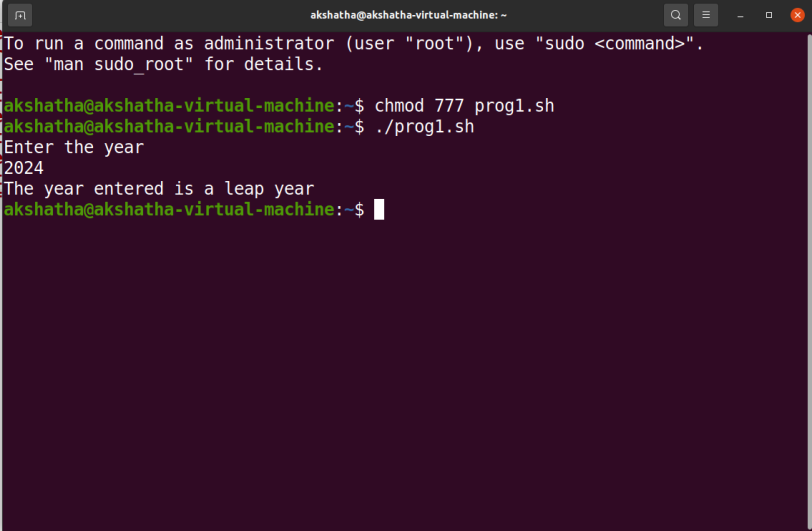 akshatha@akshatha-virtual-machine: ~
To run a command as administrator (user "root"), use "sudo <command>".
See "man sudo_root" for details.
akshatha@akshatha-virtual-machine:~$ chmod 777 prog1.sh
akshatha@akshatha-virtual-machine:~$ ./prog1.sh
Enter the year
2024
The year entered is a leap year
akshatha@akshatha-virtual-machine:~$